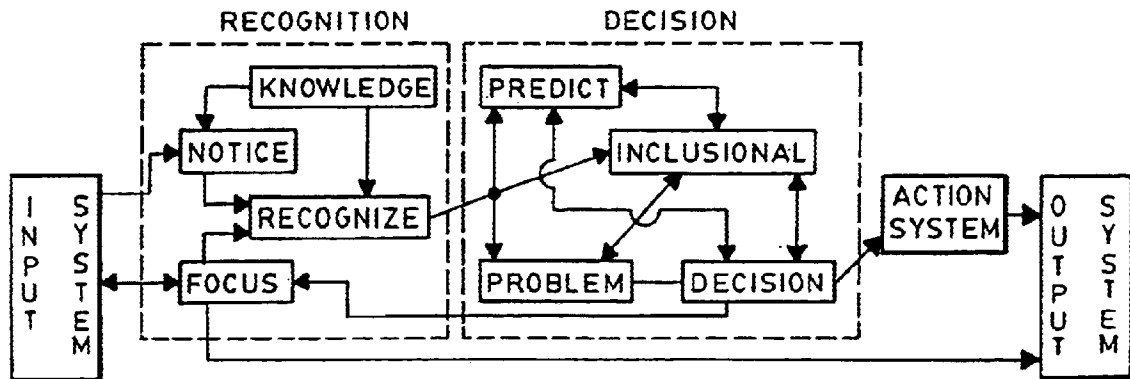 RECOGNITION
DECISION
KNOWLEDGE
PREDICT
NOTICE
INCLUSIONAL
INPUT SYSTEM
RECOGNIZE
ACTION
SYSTEM
OUTPUT SYSTEM
FOCUS
PROBLEM
DECISION